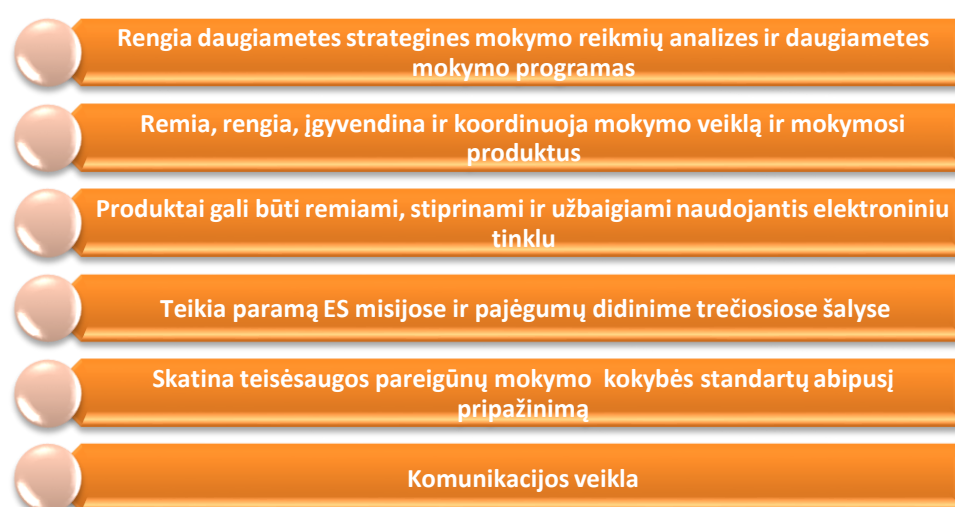 Rengia daugiametes strategines mokymo reikmių analizes ir daugiametes
mokymo programas
Remia, rengia, įgyvendina ir koordinuoja mokymo veiklą ir mokymosi
produktus
Produktai gali būti remiami, stiprinami ir užbaigiami naudojantis elektroniniu
tinklu
Teikia paramą ES misijose ir pajėgumų didinime trečiosiose šalyse
Skatina teisėsaugos pareigūnų mokymo  kokybės standartų abipusį
pripažinimą
Komunikacijos veikla